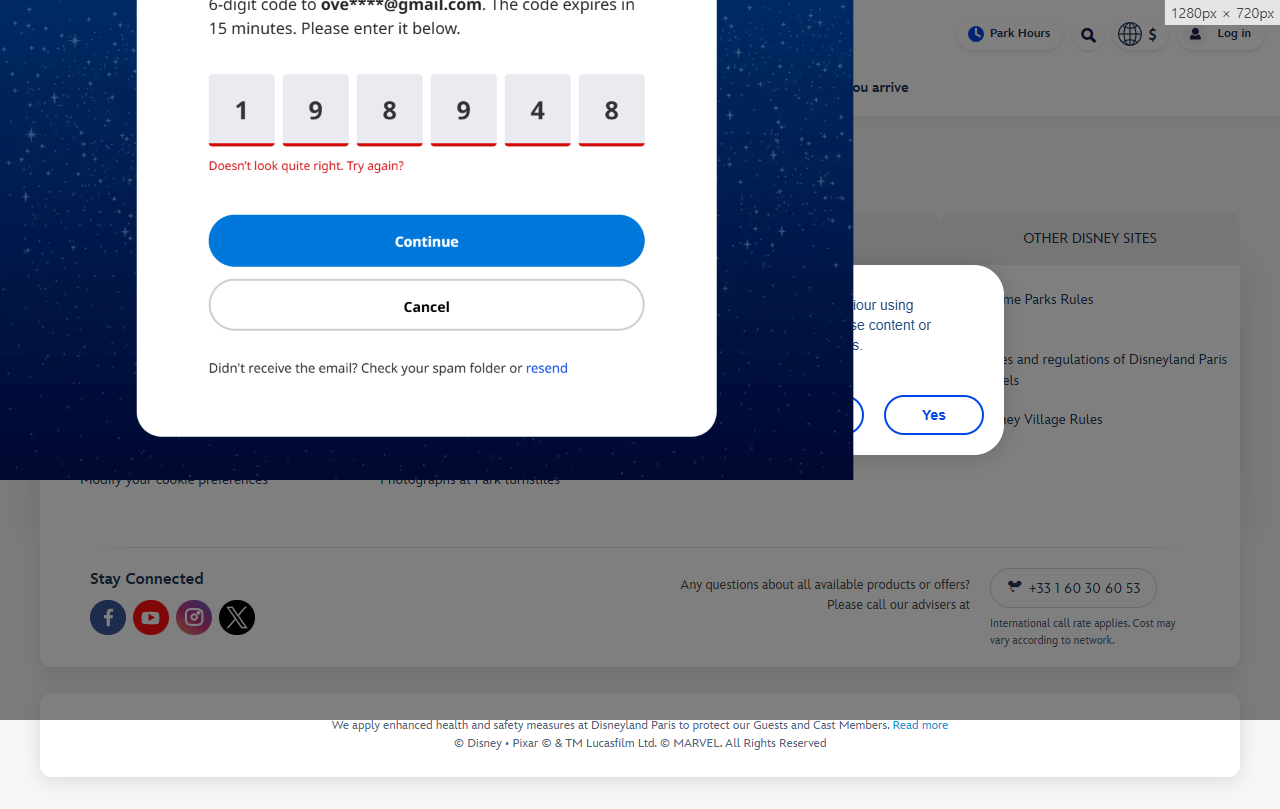 6-digit code to ove****@gmail.com. The code expires in
15 minutes. Please enter it below.
1 9 8 9 4 8
Doesn't look quite right. Try again?
Continue
Cancel
Didn't receive the email? Check your spam folder or resend
1280px × 720px
Park Hours
$
Log in
ou arrive
OTHER DISNEY SITES
iour using
se content or
s.
Yes
me Parks Rules
es and regulations of Disneyland Paris
els
ney Village Rules
Modify your cookie preferences
Photographs at Park turnstiles
Stay Connected
Any questions about all available products or offers?
Please call our advisers at
+33 1 60 30 60 53
International call rate applies. Cost may
vary according to network.
We apply enhanced health and safety measures at Disneyland Paris to protect our Guests and Cast Members. Read more
© Disney • Pixar © & TM Lucasfilm Ltd. © MARVEL. All Rights Reserved